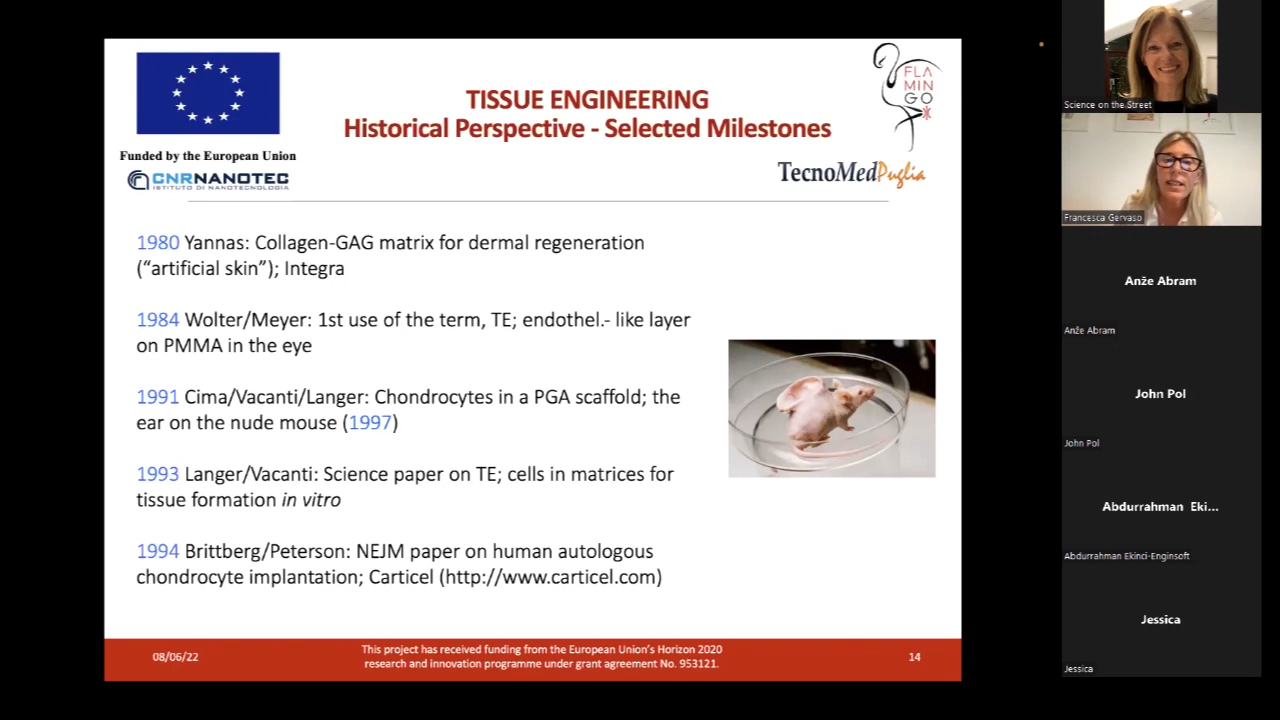 Funded by the European Union
CNRNANOTEC
ISTITUTO DI NANOTECNOLOGIA
TISSUE ENGINEERING
Historical Perspective - Selected Milestones
FLA
MIN
GO
TecnoMedPuglia
1980 Yannas: Collagen-GAG matrix for dermal regeneration
(“artificial skin”); Integra
1984 Wolter/Meyer: 1st use of the term, TE; endothel.- like layer
on PMMA in the eye
1991 Cima/Vacanti/Langer: Chondrocytes in a PGA scaffold; the
ear on the nude mouse (1997)
1993 Langer/Vacanti: Science paper on TE; cells in matrices for
tissue formation in vitro
1994 Brittberg/Peterson: NEJM paper on human autologous
chondrocyte implantation; Carticel (http://www.carticel.com)
08/06/22
This project has received funding from the European Union’s Horizon 2020
research and innovation programme under grant agreement No. 953121.
14
Science on the Street
Francesca Gervaso
Anže Abram
Anže Abram
John Pol
John Pol
Abdurrahman Eki...
Abdurrahman Ekinci-Enginsoft
Jessica
Jessica